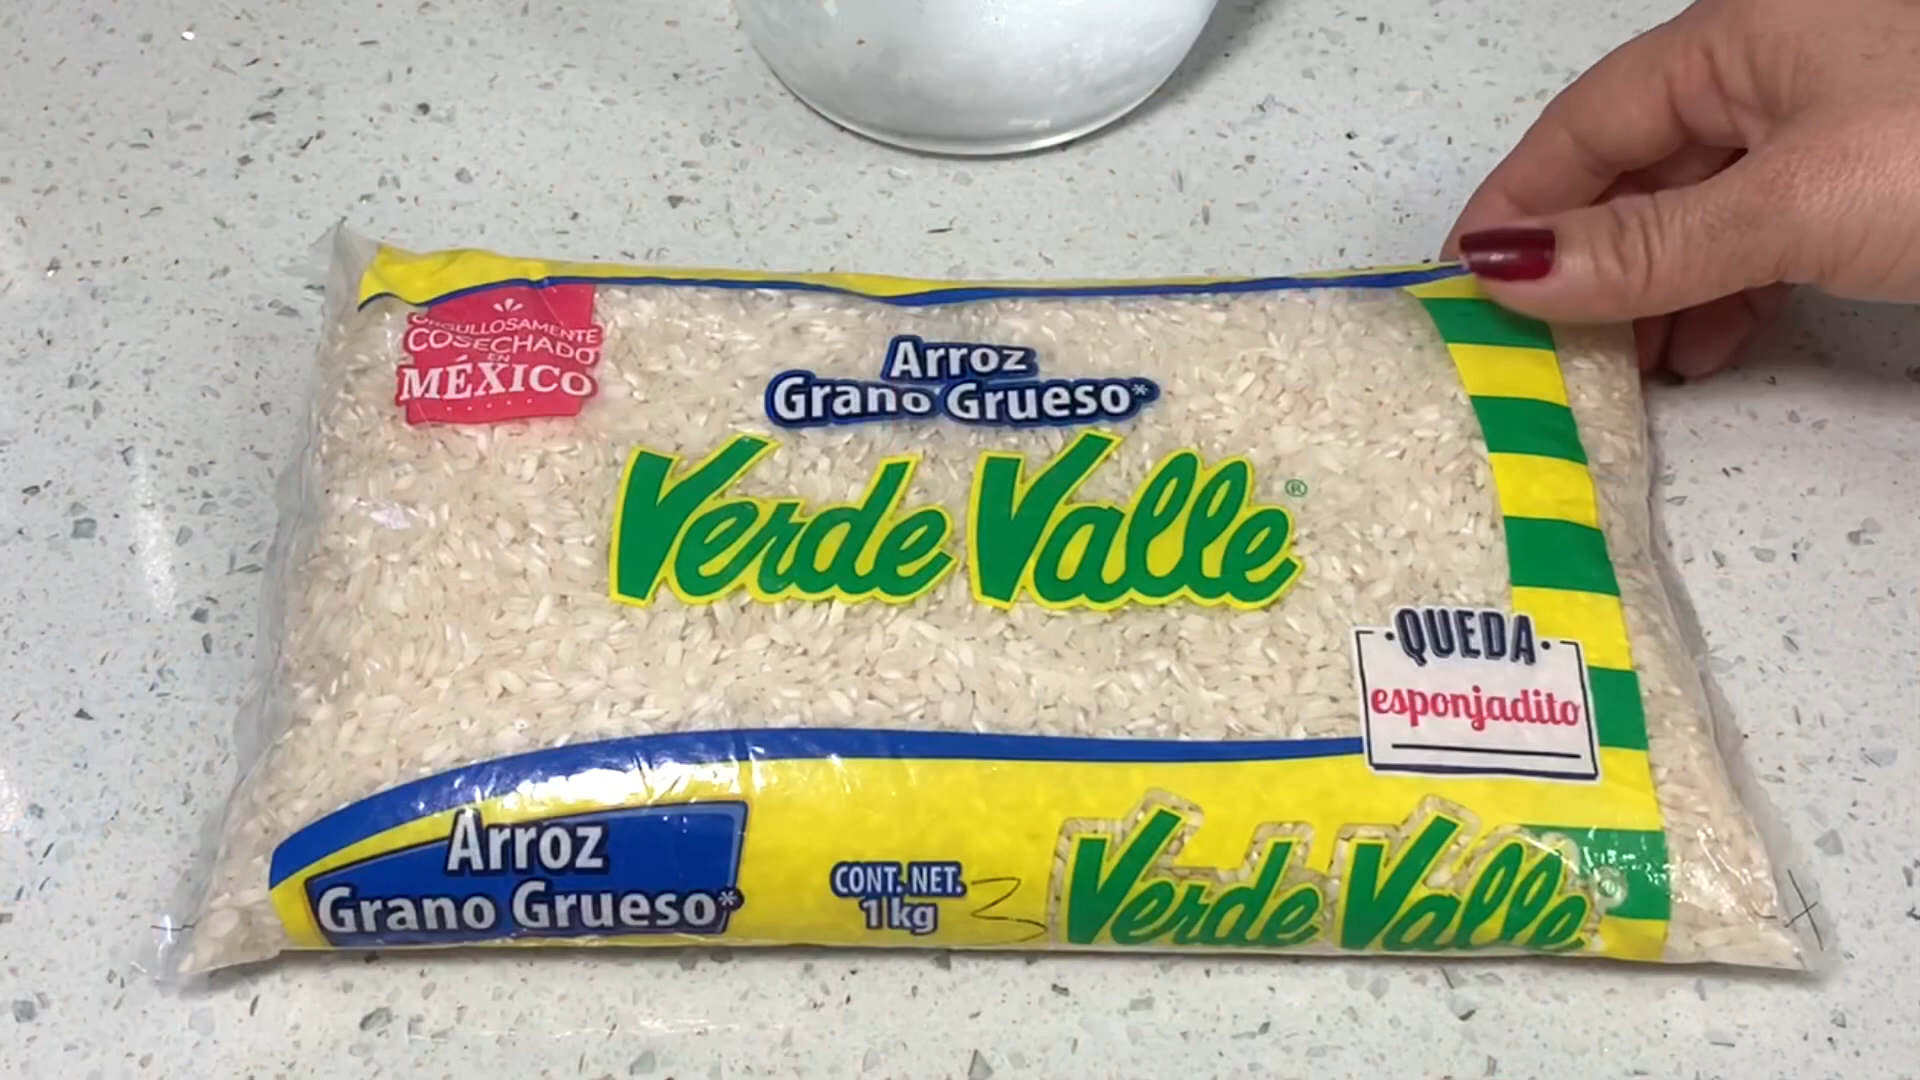 ORGULLOSAMENTE
COSECHADO
EN
MÉXICO
Arroz
Grano Grueso*
Verde Valle®
QUEDA
esponjadito
Arroz
Grano Grueso*
CONT. NET.
1kg
Verde Valle®